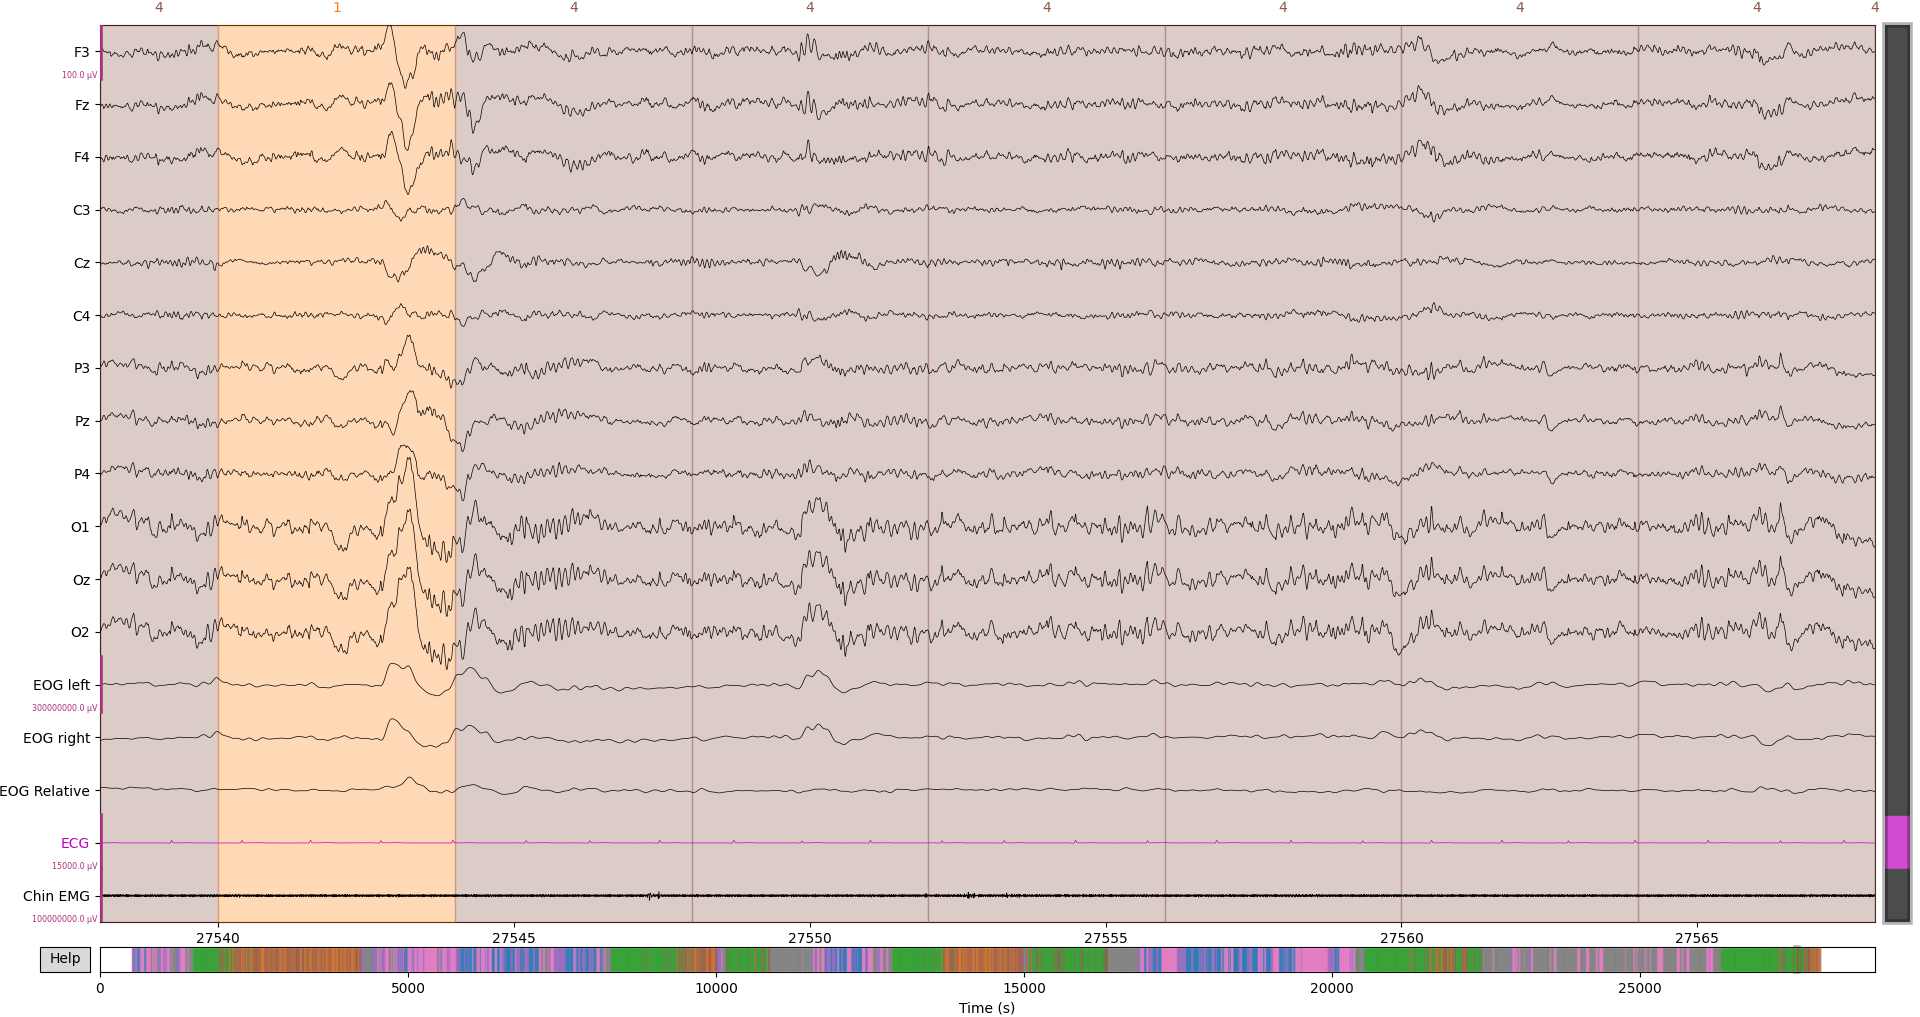 4 1 4 4 4 4 4 4 4
F3
100.0 µV
Fz
F4
C3
Cz
C4
P3
Pz
P4
O1
Oz
O2
EOG left
300000000.0 µV
EOG right
EOG Relative
ECG
15000.0 µV
Chin EMG
100000000.0 µV
27540 27545 27550 27555 27560 27565
Help
0 5000 10000 15000 20000 25000
Time (s)